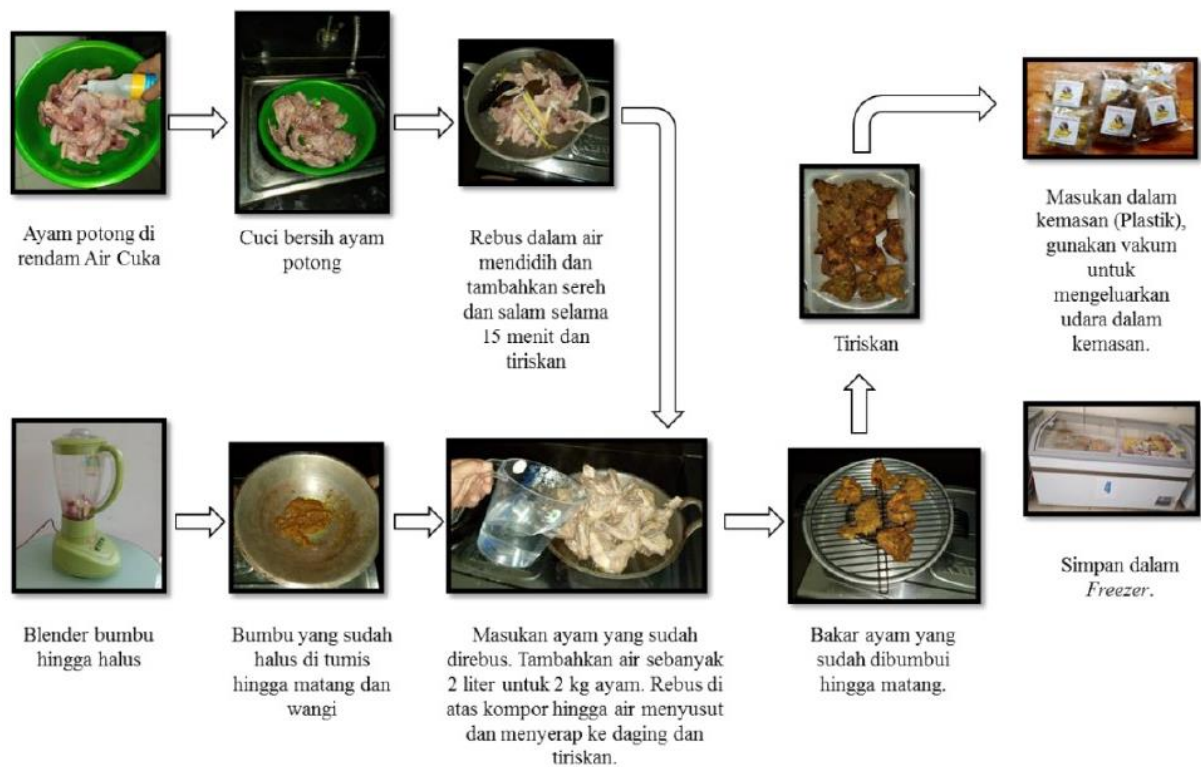 Ayam potong di
rendam Air Cuka
Cuci bersih ayam
potong
Rebus dalam air
mendidih dan
tambahkan sereh
dan salam selama
15 menit dan
tiriskan
Blender bumbu
hingga halus
Bumbu yang sudah
halus di tumis
hingga matang dan
wangi
Masukan ayam yang sudah
direbus. Tambahkan air sebanyak
2 liter untuk 2 kg ayam. Rebus di
atas kompor hingga air menyusut
dan menyerap ke daging dan
tiriskan.
Bakar ayam yang
sudah dibumbui
hingga matang.
Tiriskan
Masukan dalam
kemasan (Plastik),
gunakan vakum
untuk
mengeluarkan
udara dalam
kemasan.
4
Simpan dalam
Freezer.